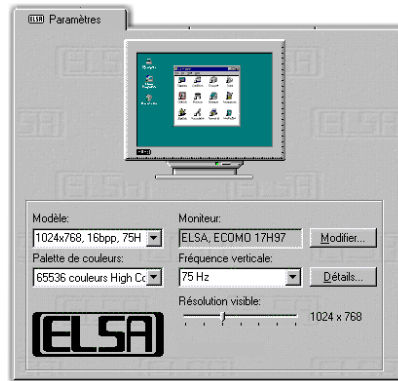 ELSA Paramètres
Modèle:
1024x768, 16bpp, 75H
Moniteur:
ELSA, ECOMO 17H97
Modifier...
Palette de couleurs:
65536 couleurs High Cc
Fréquence verticale:
75 Hz
Détails...
Résolution visible:
1024 x 768
ELSA